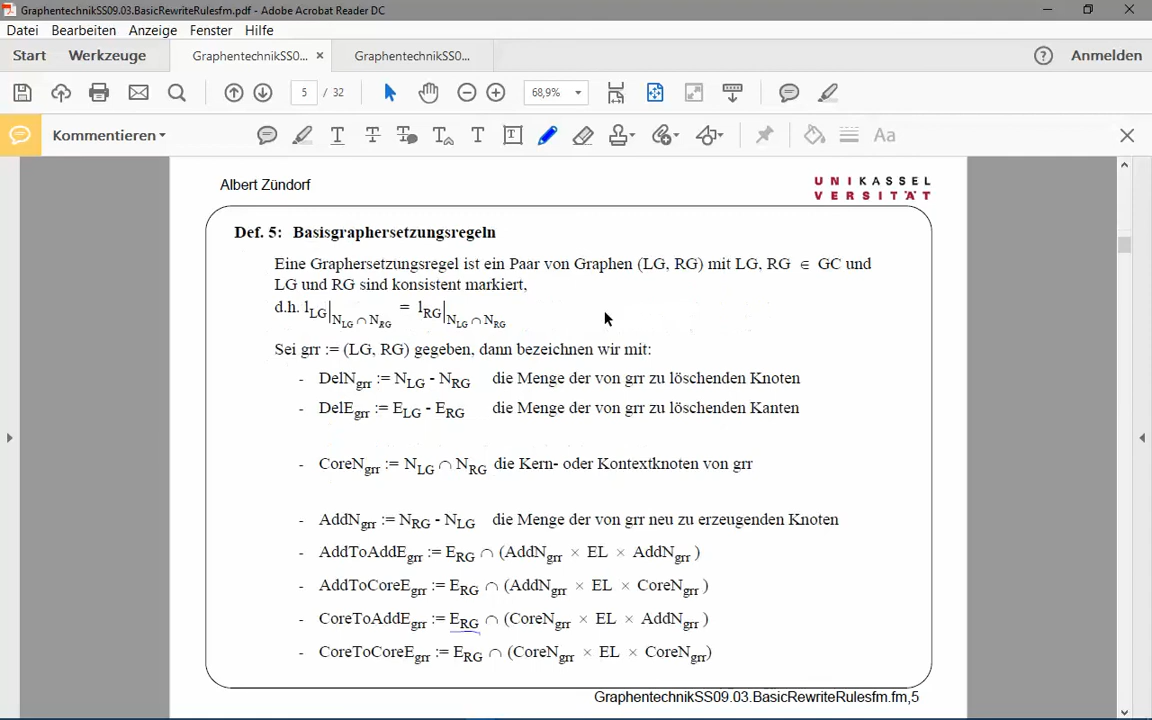 GraphentechnikSS09.03.BasicRewriteRulesfm.pdf - Adobe Acrobat Reader DC
Datei Bearbeiten Anzeige Fenster Hilfe
Start Werkzeuge GraphentechnikSS0... × GraphentechnikSS0... ? Anmelden
5 / 32 68,9%
Kommentieren T T T T T T Aa
Albert Zündorf
UNIKASSEL
VERSITÄT
Def. 5: Basisgraphersetzungsregeln
Eine Graphersetzungsregel ist ein Paar von Graphen (LG, RG) mit LG, RG ∈ GC und
LG und RG sind konsistent markiert,
d.h. l_LG|_N_LG ∩ N_RG = l_RG|_N_LG ∩ N_RG
Sei grr := (LG, RG) gegeben, dann bezeichnen wir mit:
- DelN_grr := N_LG - N_RG die Menge der von grr zu löschenden Knoten
- DelE_grr := E_LG - E_RG die Menge der von grr zu löschenden Kanten
- CoreN_grr := N_LG ∩ N_RG die Kern- oder Kontextknoten von grr
- AddN_grr := N_RG - N_LG die Menge der von grr neu zu erzeugenden Knoten
- AddToAddE_grr := E_RG ∩ (AddN_grr × EL × AddN_grr )
- AddToCoreE_grr := E_RG ∩ (AddN_grr × EL × CoreN_grr )
- CoreToAddE_grr := E_RG ∩ (CoreN_grr × EL × AddN_grr )
- CoreToCoreE_grr := E_RG ∩ (CoreN_grr × EL × CoreN_grr)
GraphentechnikSS09.03.BasicRewriteRulesfm.fm,5